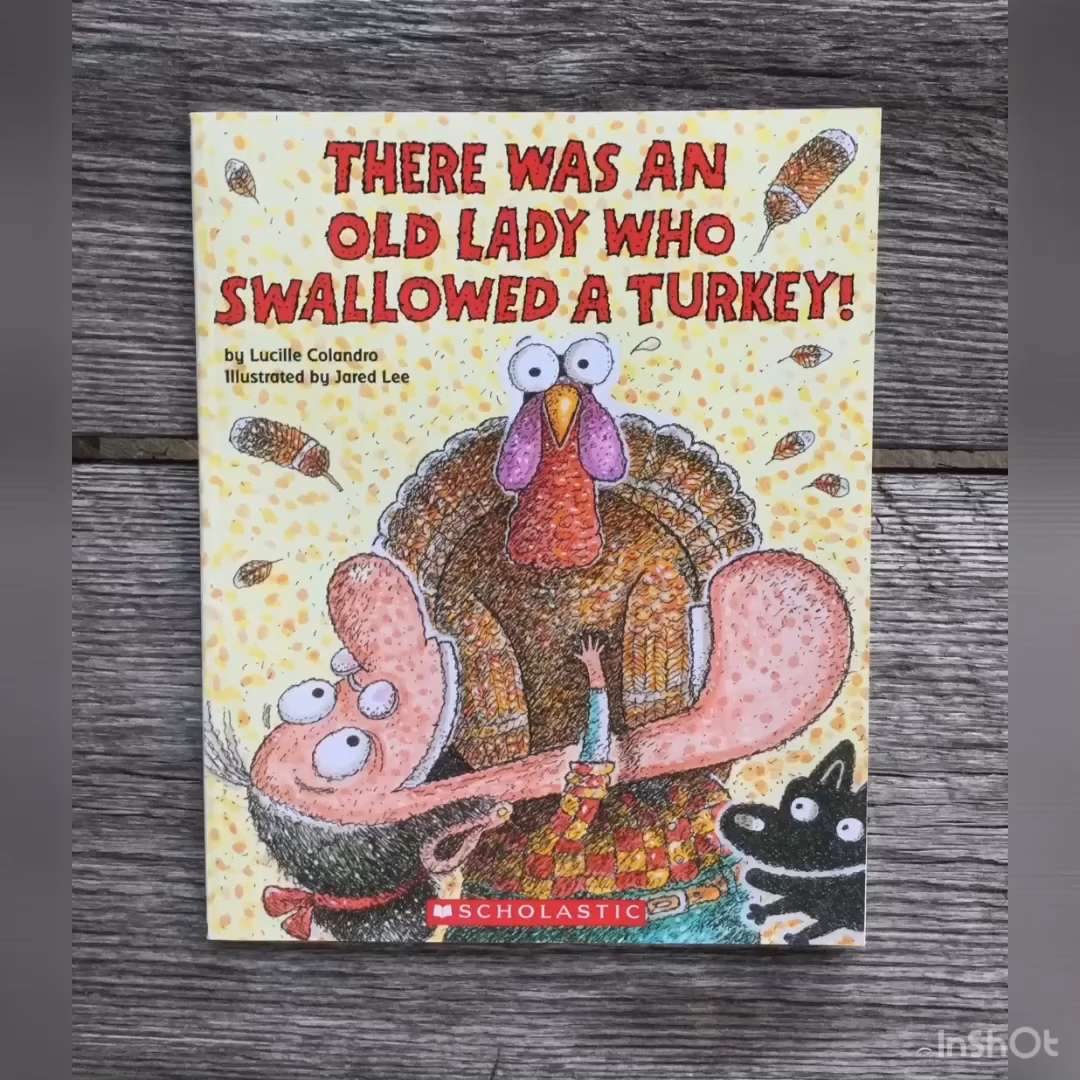 THERE WAS AN
OLD LADY WHO
SWALLOWED A TURKEY!
by Lucille Colandro
Illustrated by Jared Lee
SCHOLASTIC
InShOt